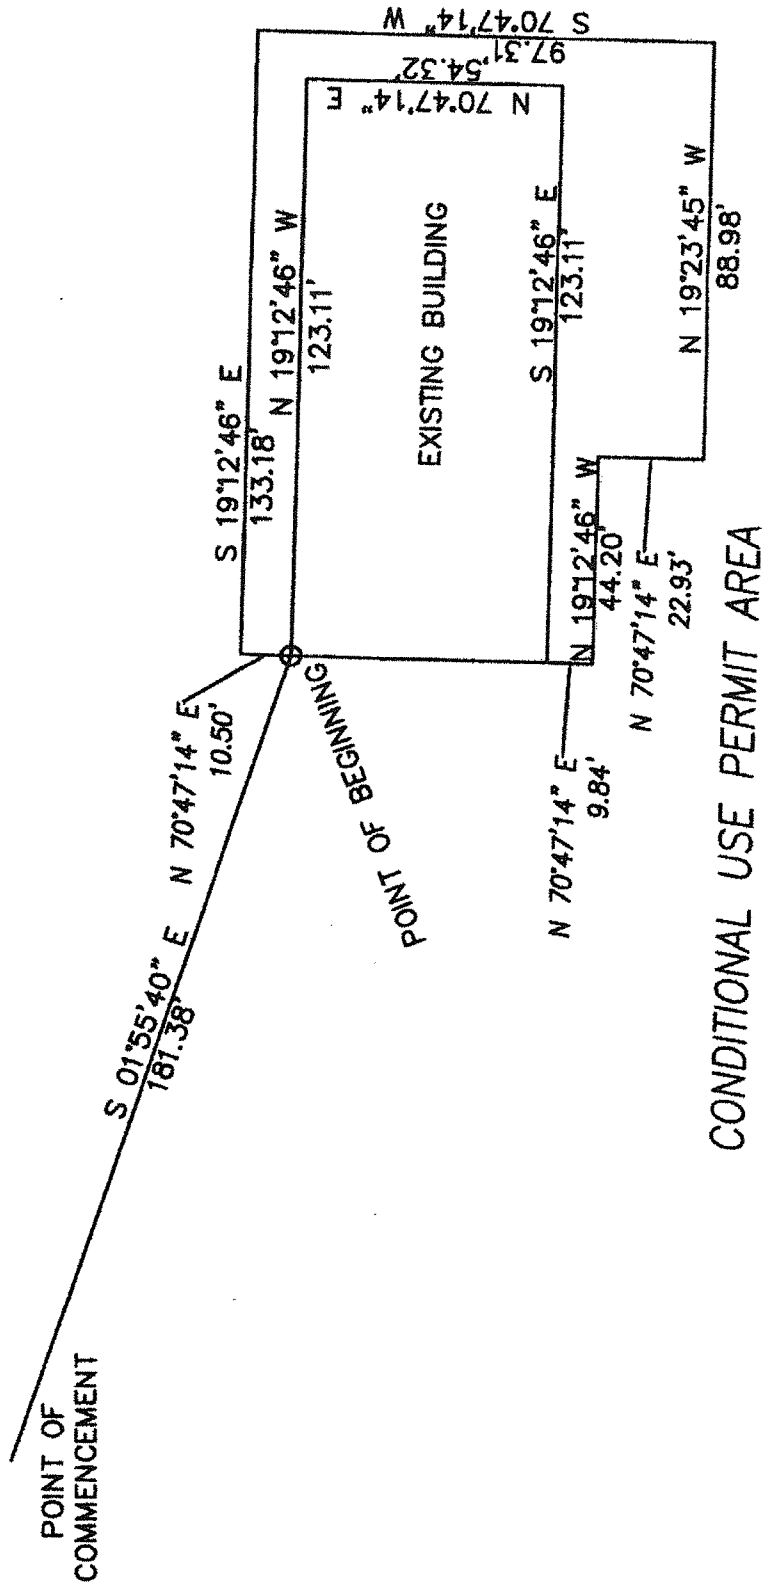 POINT OF
COMMENCEMENT
S 01°55'40" E
181.38'
N 70°47'14" E
10.50'
POINT OF BEGINNING
S 19°12'46" E
133.18'
N 19°12'46" W
123.11'
EXISTING BUILDING
S 19°12'46" E
123.11'
N 70°47'14" E
54.32'
S 70°47'14" W
97.31'
N 19°23'45" W
88.98'
N 19°12'46" W
44.20'
N 70°47'14" E
22.93'
N 70°47'14" E
9.84'
CONDITIONAL USE PERMIT AREA